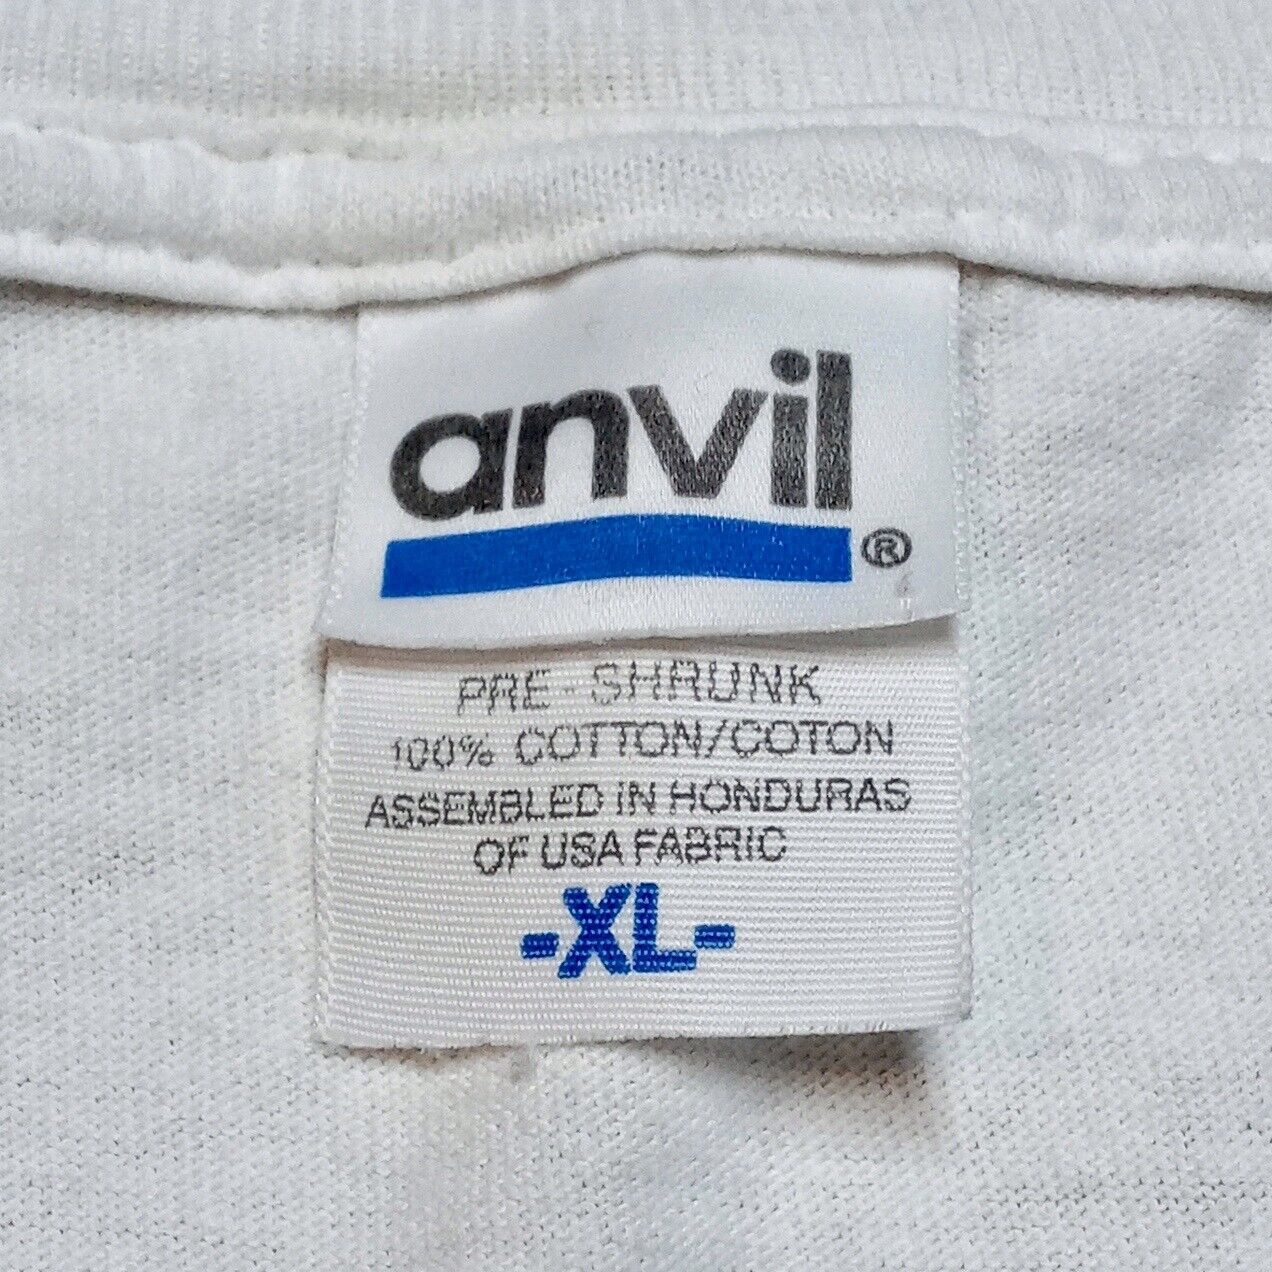 anvil
®
PRE-SHRUNK
100% COTTON/COTON
ASSEMBLED IN HONDURAS
OF USA FABRIC
-XL-